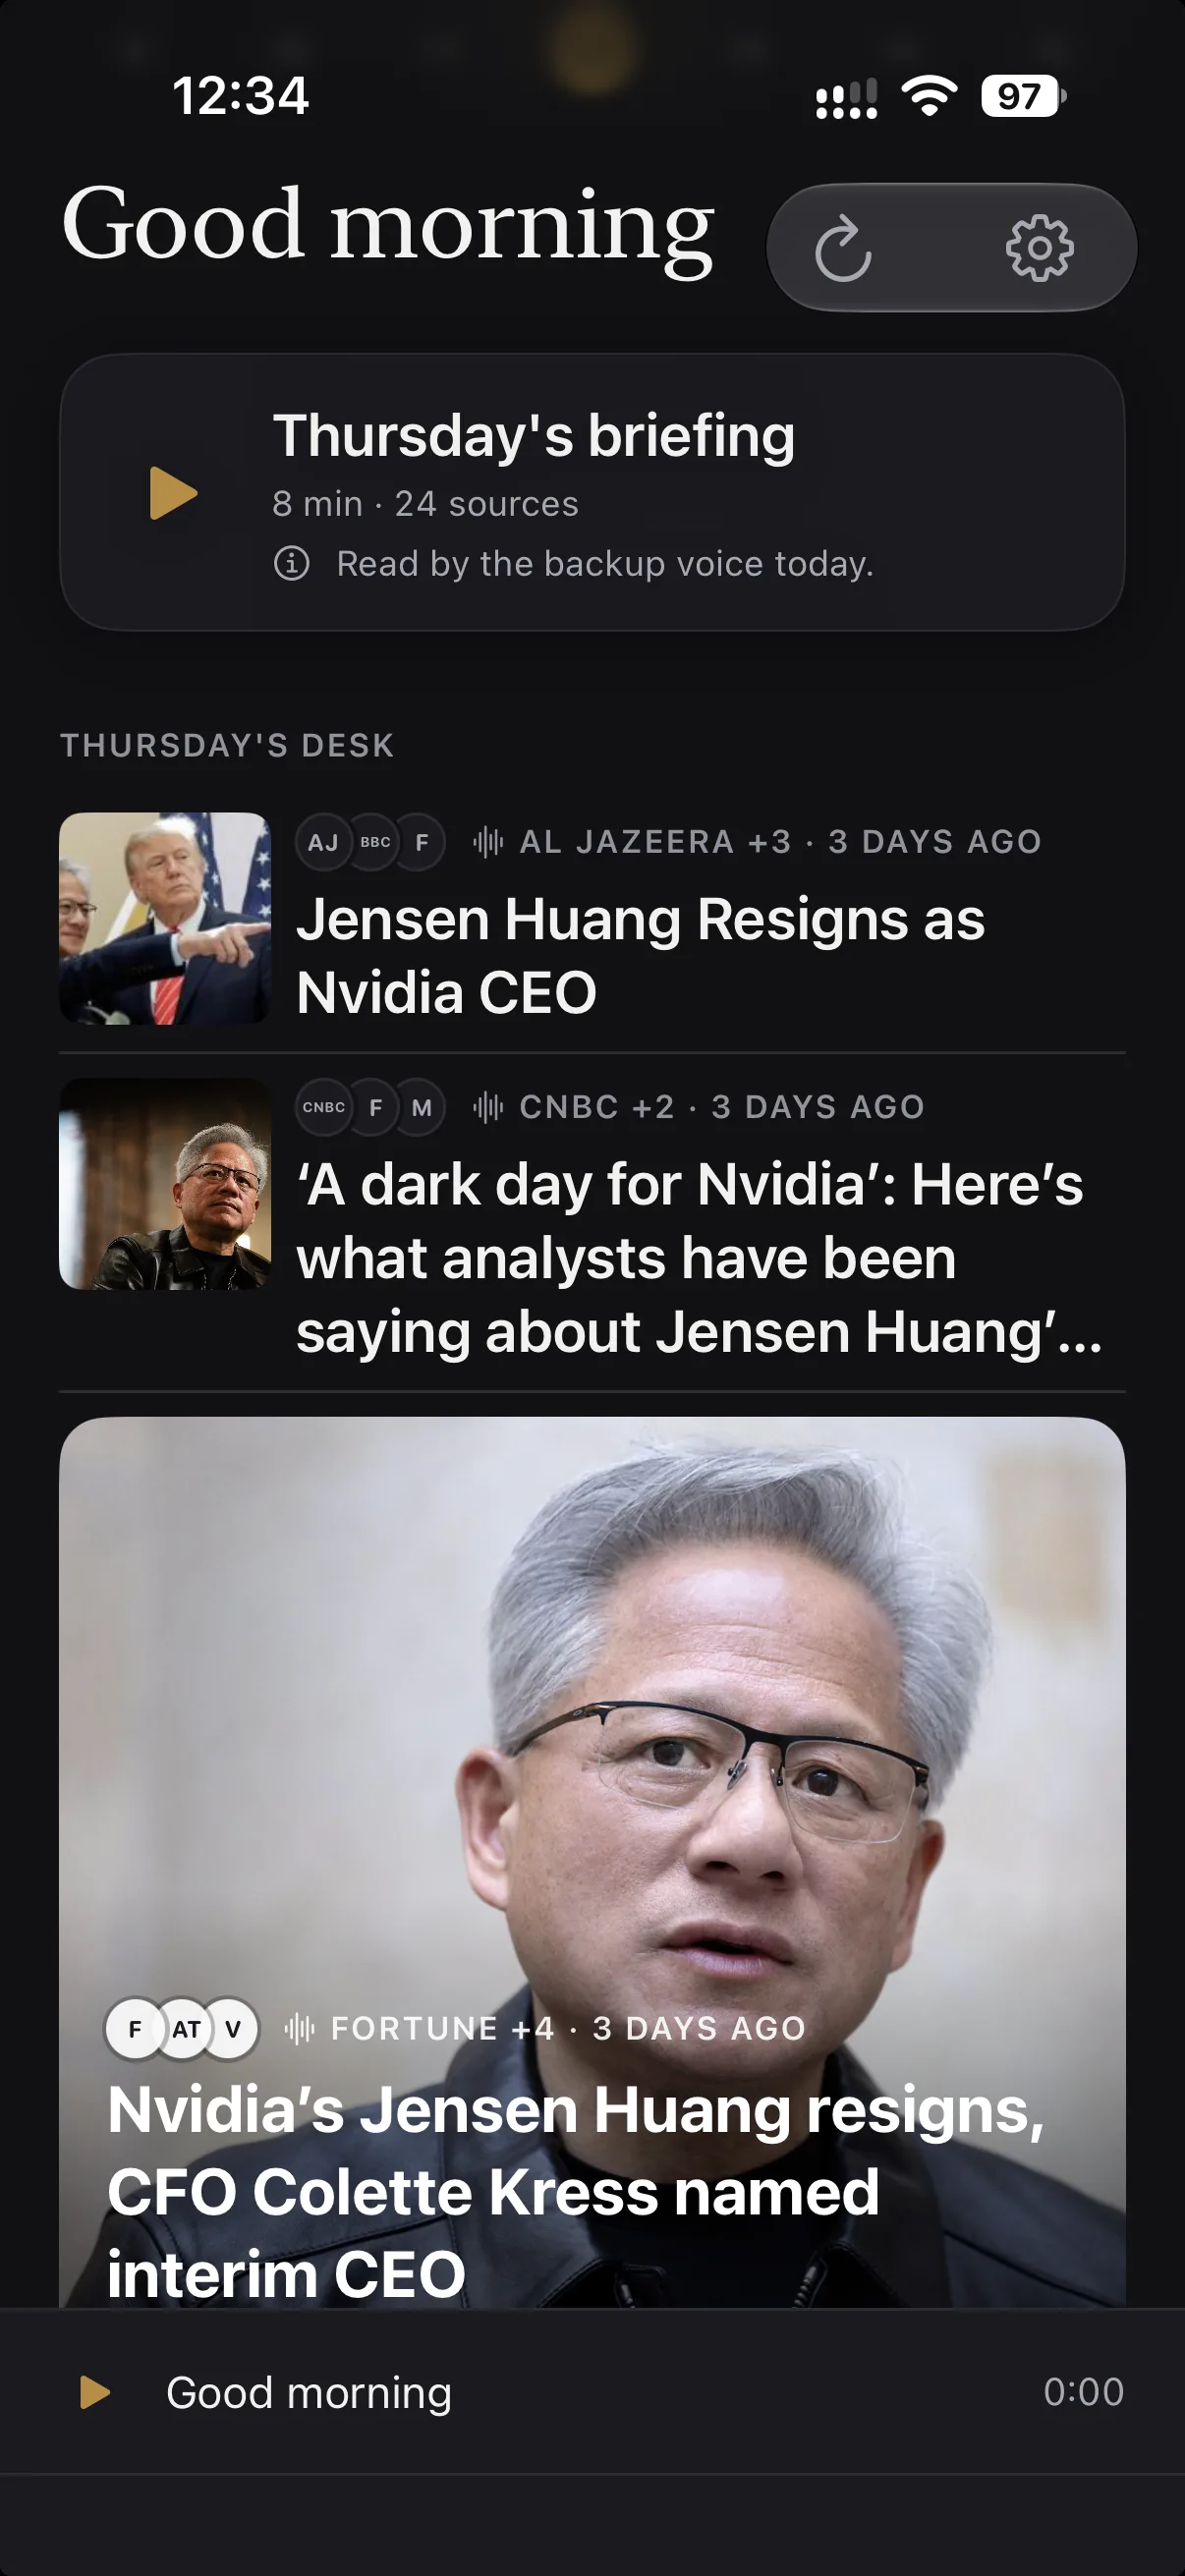 12:34
97
Good morning
Thursday's briefing
8 min · 24 sources
Read by the backup voice today.
THURSDAY'S DESK
AJ BBC F AL JAZEERA +3 · 3 DAYS AGO
Jensen Huang Resigns as
Nvidia CEO
CNBC F M CNBC +2 · 3 DAYS AGO
‘A dark day for Nvidia’: Here’s
what analysts have been
saying about Jensen Huang’...
F AT V FORTUNE +4 · 3 DAYS AGO
Nvidia’s Jensen Huang resigns,
CFO Colette Kress named
interim CEO
Good morning 0:00